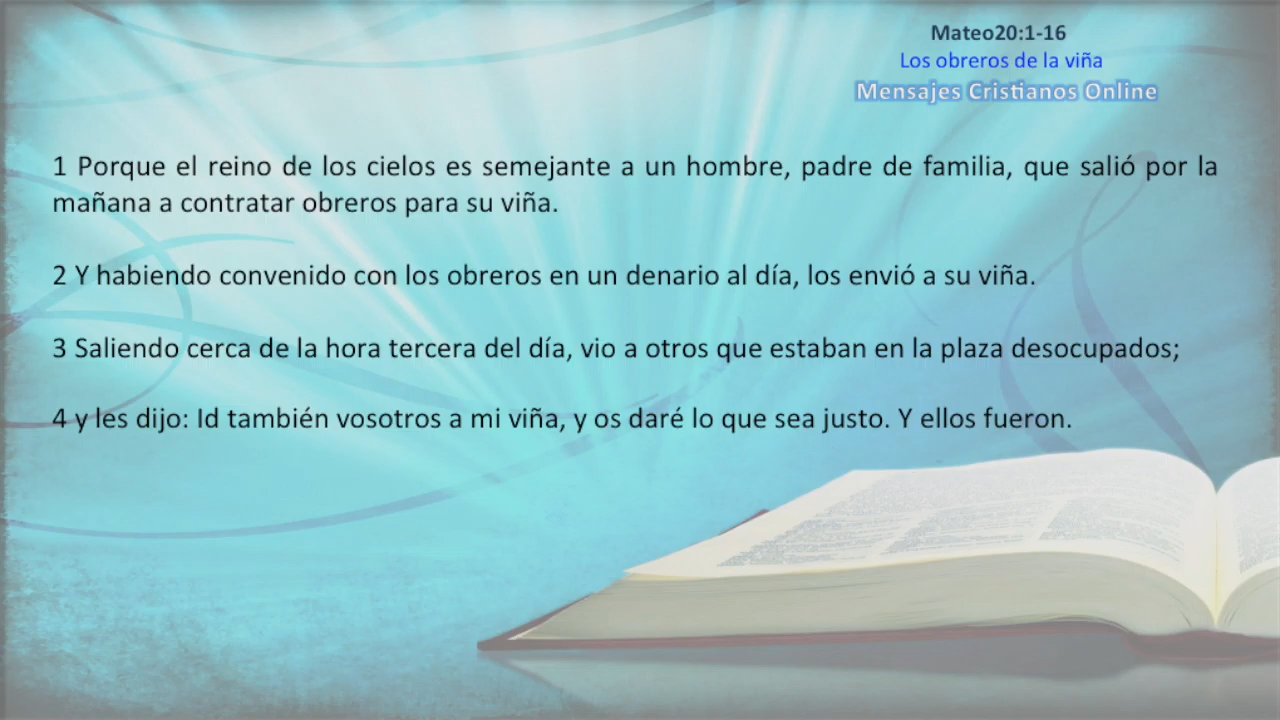 Mateo20:1-16
Los obreros de la viña
Mensajes Cristianos Online
1 Porque el reino de los cielos es semejante a un hombre, padre de familia, que salió por la
mañana a contratar obreros para su viña.
2 Y habiendo convenido con los obreros en un denario al día, los envió a su viña.
3 Saliendo cerca de la hora tercera del día, vio a otros que estaban en la plaza desocupados;
4 y les dijo: Id también vosotros a mi viña, y os daré lo que sea justo. Y ellos fueron.